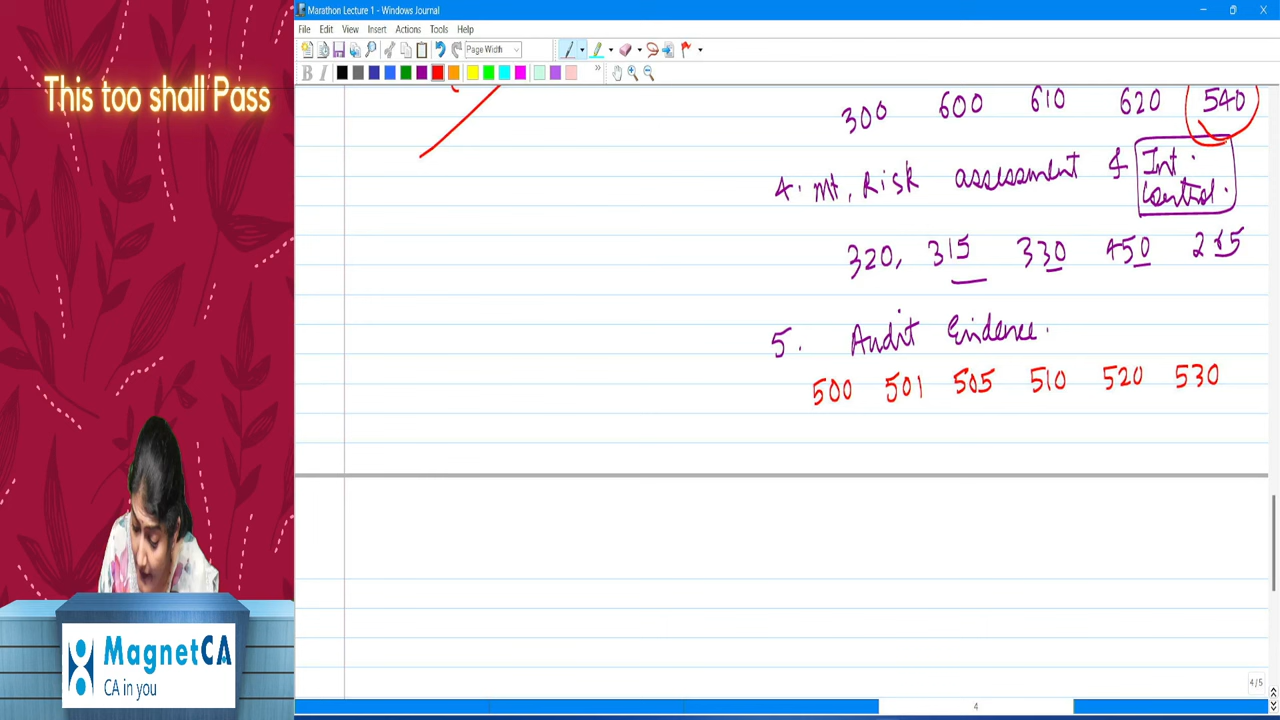 This too shall Pass
Marathon Lecture 1 - Windows Journal
File Edit View Insert Actions Tools Help
Page Width
B I
300 600 610 620 540
4. Mt, Risk assessment & Int. Control.
320, 315 330 450 265
5. Audit Evidence.
500 501 505 510 520 530
MagnetCA
CA in you
4/5
4